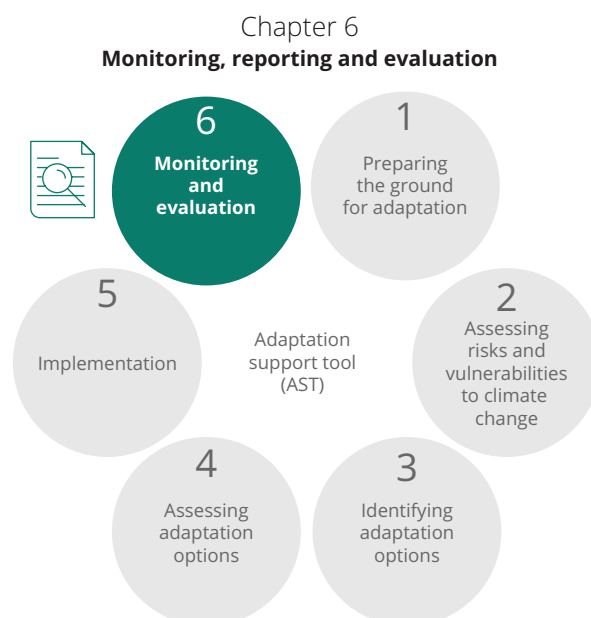 Chapter 6
Monitoring, reporting and evaluation
6
Monitoring
and
evaluation
1
Preparing
the ground
for adaptation
5
Implementation
Adaptation
support tool
(AST)
2
Assessing
risks and
vulnerabilities
to climate
change
4
Assessing
adaptation
options
3
Identifying
adaptation
options